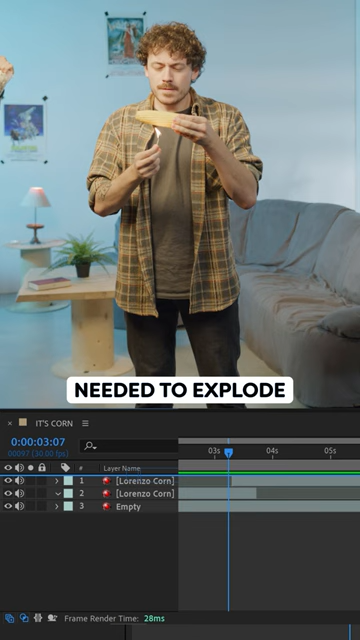 NEEDED TO EXPLODE
× IT'S CORN ≡
0:00:03:07
00097 (30.00 fps)
03s 04s 05s
# Layer Name
1 [Lorenzo Corn]
2 [Lorenzo Corn]
3 Empty
Frame Render Time: 28ms